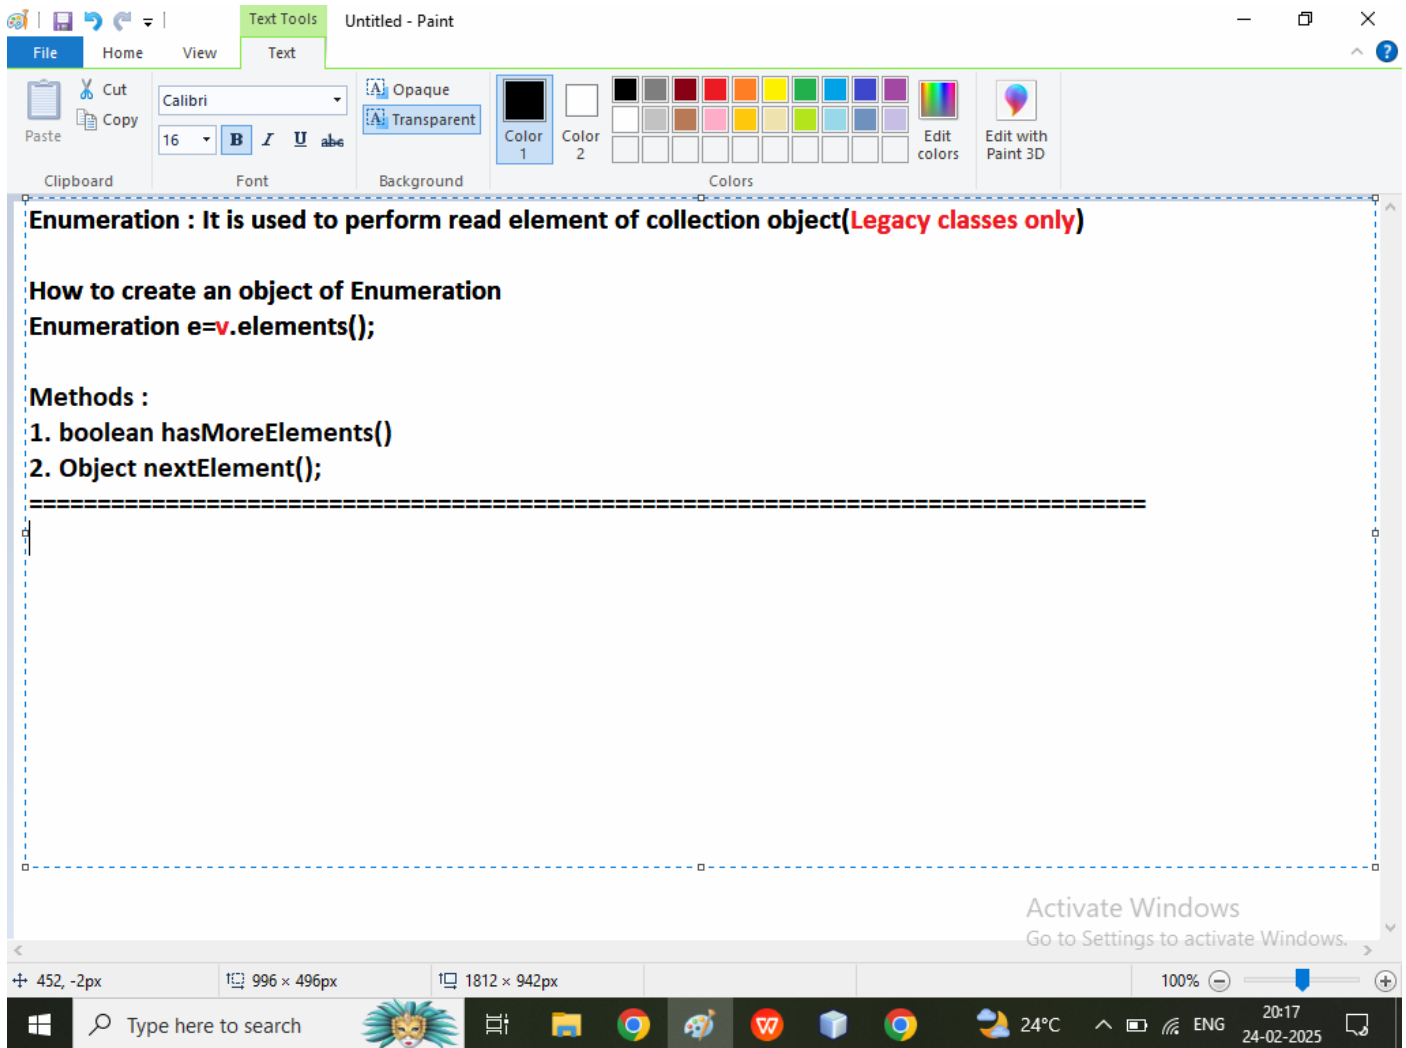 Text Tools
Untitled - Paint
File
Home
View
Text
Paste
Cut
Copy
Clipboard
Calibri
16
B I U abc
Font
Opaque
Transparent
Background
Color 1
Color 2
Colors
Edit colors
Edit with Paint 3D
Enumeration : It is used to perform read element of collection object(Legacy classes only)
How to create an object of Enumeration
Enumeration e=v.elements();
Methods :
1. boolean hasMoreElements()
2. Object nextElement();
==================================================================================
Activate Windows
Go to Settings to activate Windows.
452, -2px
996 × 496px
1812 × 942px
100%
Type here to search
24°C
ENG
20:17
24-02-2025